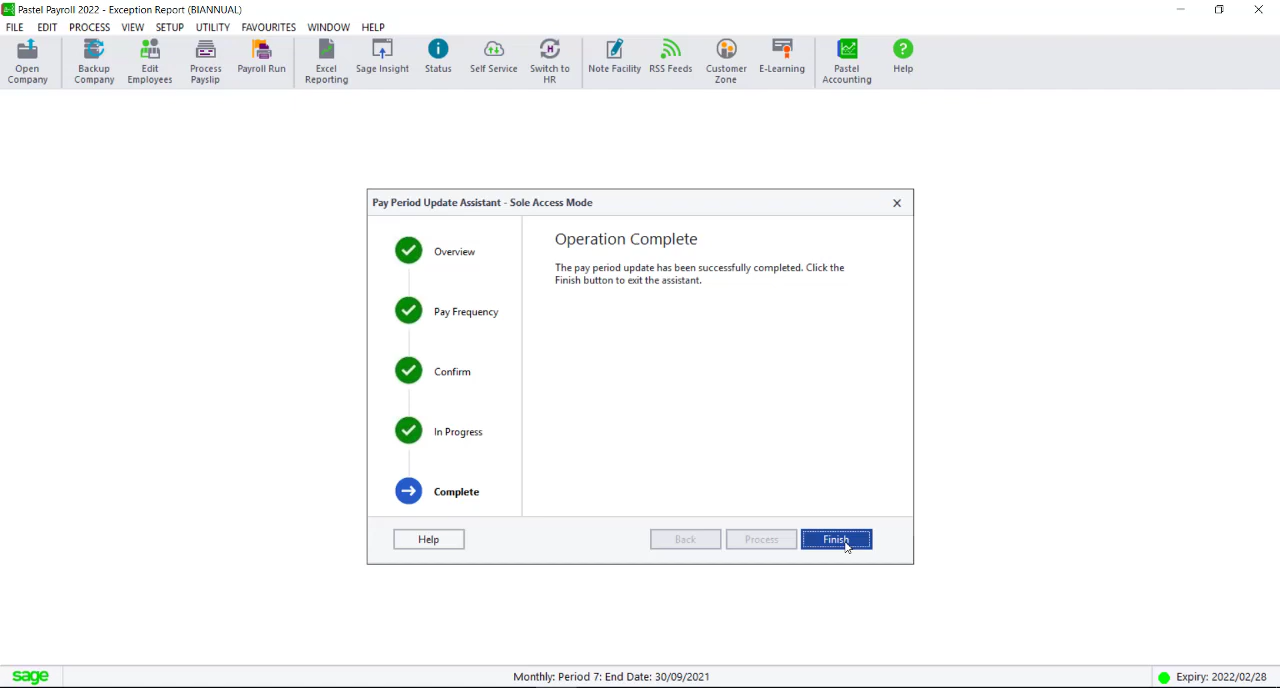 Pastel Payroll 2022 - Exception Report (BIANNUAL)
FILE EDIT PROCESS VIEW SETUP UTILITY FAVOURITES WINDOW HELP
Open Company
Backup Company
Edit Employees
Process Payslip
Payroll Run
Excel Reporting
Sage Insight
Status
Self Service
Switch to HR
Note Facility
RSS Feeds
Customer Zone
E-Learning
Pastel Accounting
Help
Pay Period Update Assistant - Sole Access Mode
Overview
Pay Frequency
Confirm
In Progress
Complete
Operation Complete
The pay period update has been successfully completed. Click the
Finish button to exit the assistant.
Help
Back
Process
Finish
sage
Monthly: Period 7: End Date: 30/09/2021
Expiry: 2022/02/28